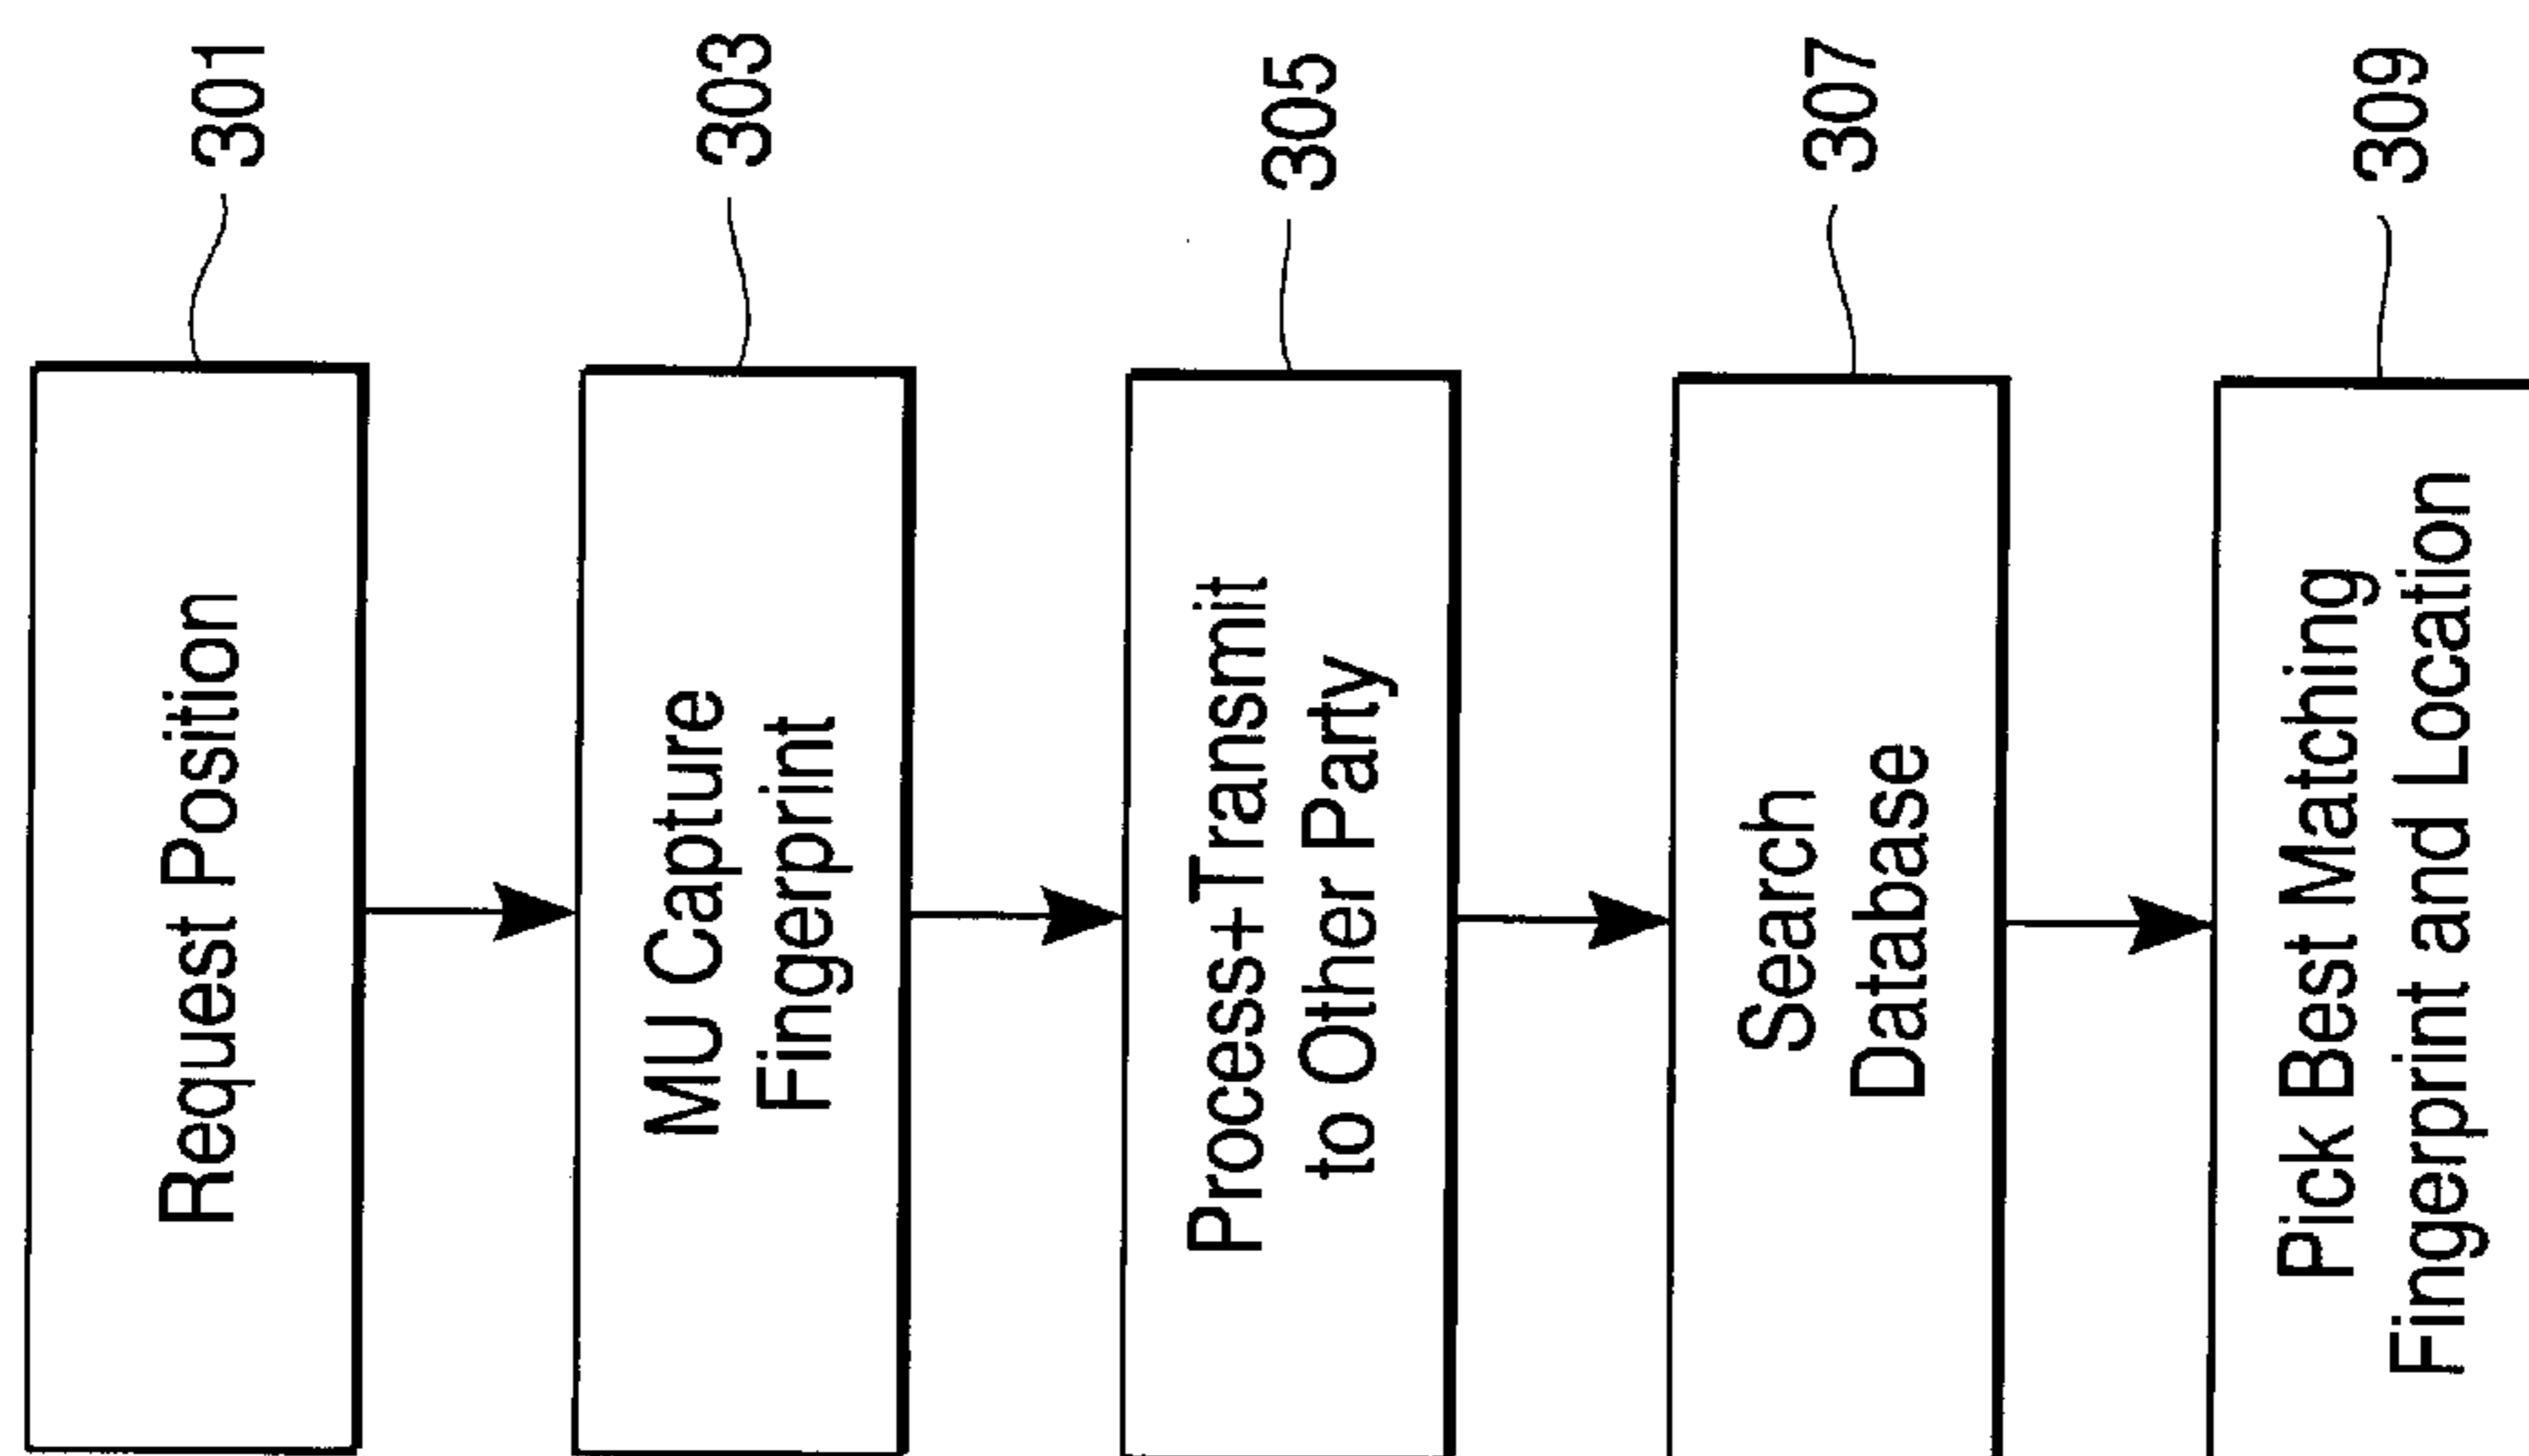 Request Position
301
MU Capture
Fingerprint
303
Process+Transmit
to Other Party
305
Search
Database
307
Pick Best Matching
Fingerprint and Location
309